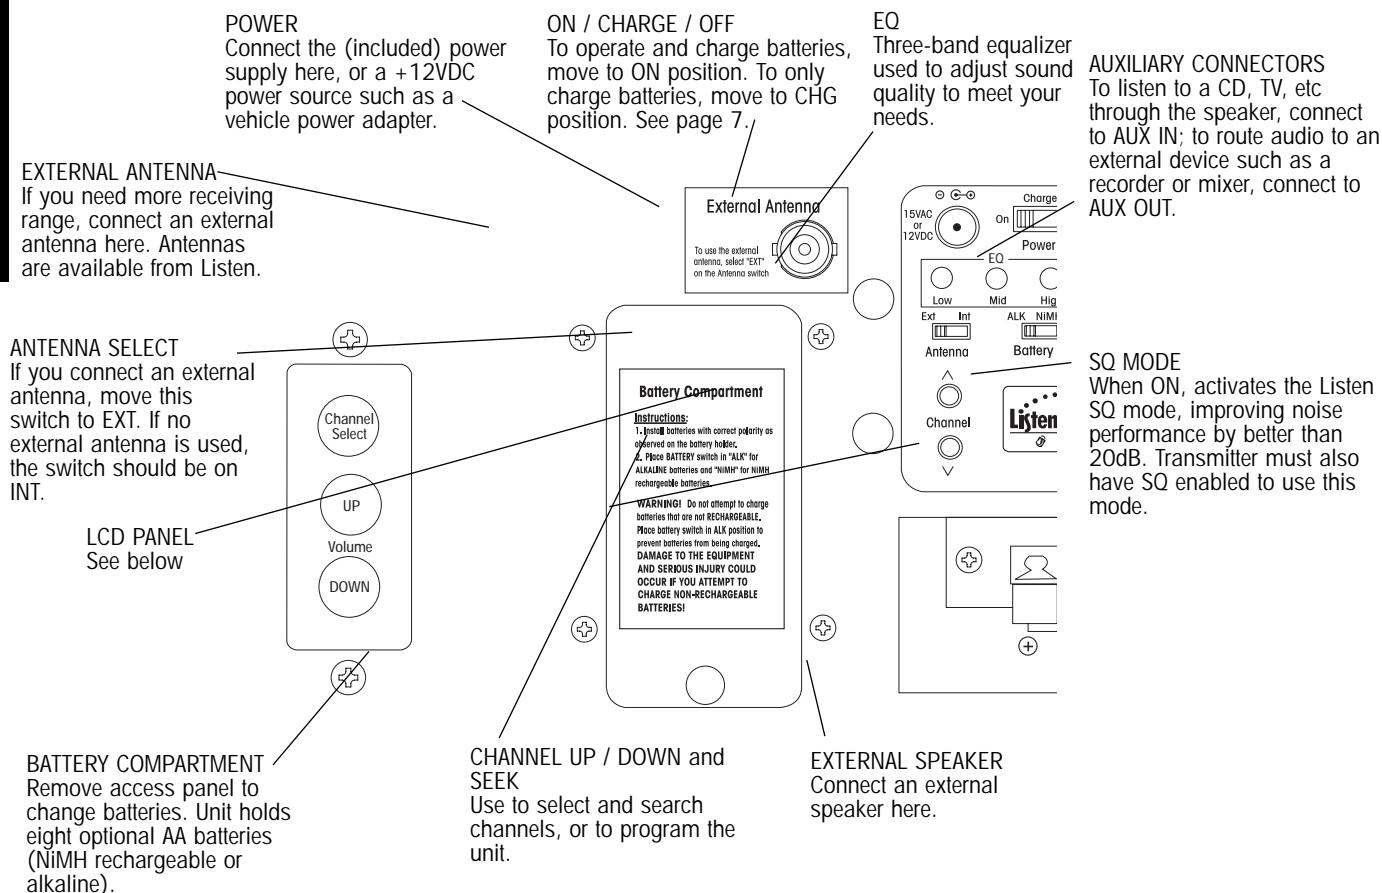 POWER
Connect the (included) power
supply here, or a +12VDC
power source such as a
vehicle power adapter.
ON / CHARGE / OFF
To operate and charge batteries,
move to ON position. To only
charge batteries, move to CHG
position. See page 7.
EQ
Three-band equalizer
used to adjust sound
quality to meet your
needs.
AUXILIARY CONNECTORS
To listen to a CD, TV, etc
through the speaker, connect
to AUX IN; to route audio to an
external device such as a
recorder or mixer, connect to
AUX OUT.
EXTERNAL ANTENNA
If you need more receiving
range, connect an external
antenna here. Antennas
are available from Listen.
External Antenna
To use the external
antenna, select "EXT"
on the Antenna switch
15VAC
or
12VDC
On
Charge
Power
EQ
Low Mid Hig
Ext Int
ALK NiMH
Antenna
Battery
Channel
Listen
ANTENNA SELECT
If you connect an external
antenna, move this
switch to EXT. If no
external antenna is used,
the switch should be on
INT.
LCD PANEL
See below
Channel
Select
UP
Volume
DOWN
Battery Compartment
Instructions:
1. Install batteries with correct polarity as
observed on the battery holder.
2. Place BATTERY switch in "ALK" for
ALKALINE batteries and "NiMH" for NiMH
rechargeable batteries.
WARNING! Do not attempt to charge
batteries that are not RECHARGEABLE.
Place battery switch in ALK position to
prevent batteries from being charged.
DAMAGE TO THE EQUIPMENT
AND SERIOUS INJURY COULD
OCCUR IF YOU ATTEMPT TO
CHARGE NON-RECHARGEABLE
BATTERIES!
SQ MODE
When ON, activates the Listen
SQ mode, improving noise
performance by better than
20dB. Transmitter must also
have SQ enabled to use this
mode.
BATTERY COMPARTMENT
Remove access panel to
change batteries. Unit holds
eight optional AA batteries
(NiMH rechargeable or
alkaline).
CHANNEL UP / DOWN and
SEEK
Use to select and search
channels, or to program the
unit.
EXTERNAL SPEAKER
Connect an external
speaker here.